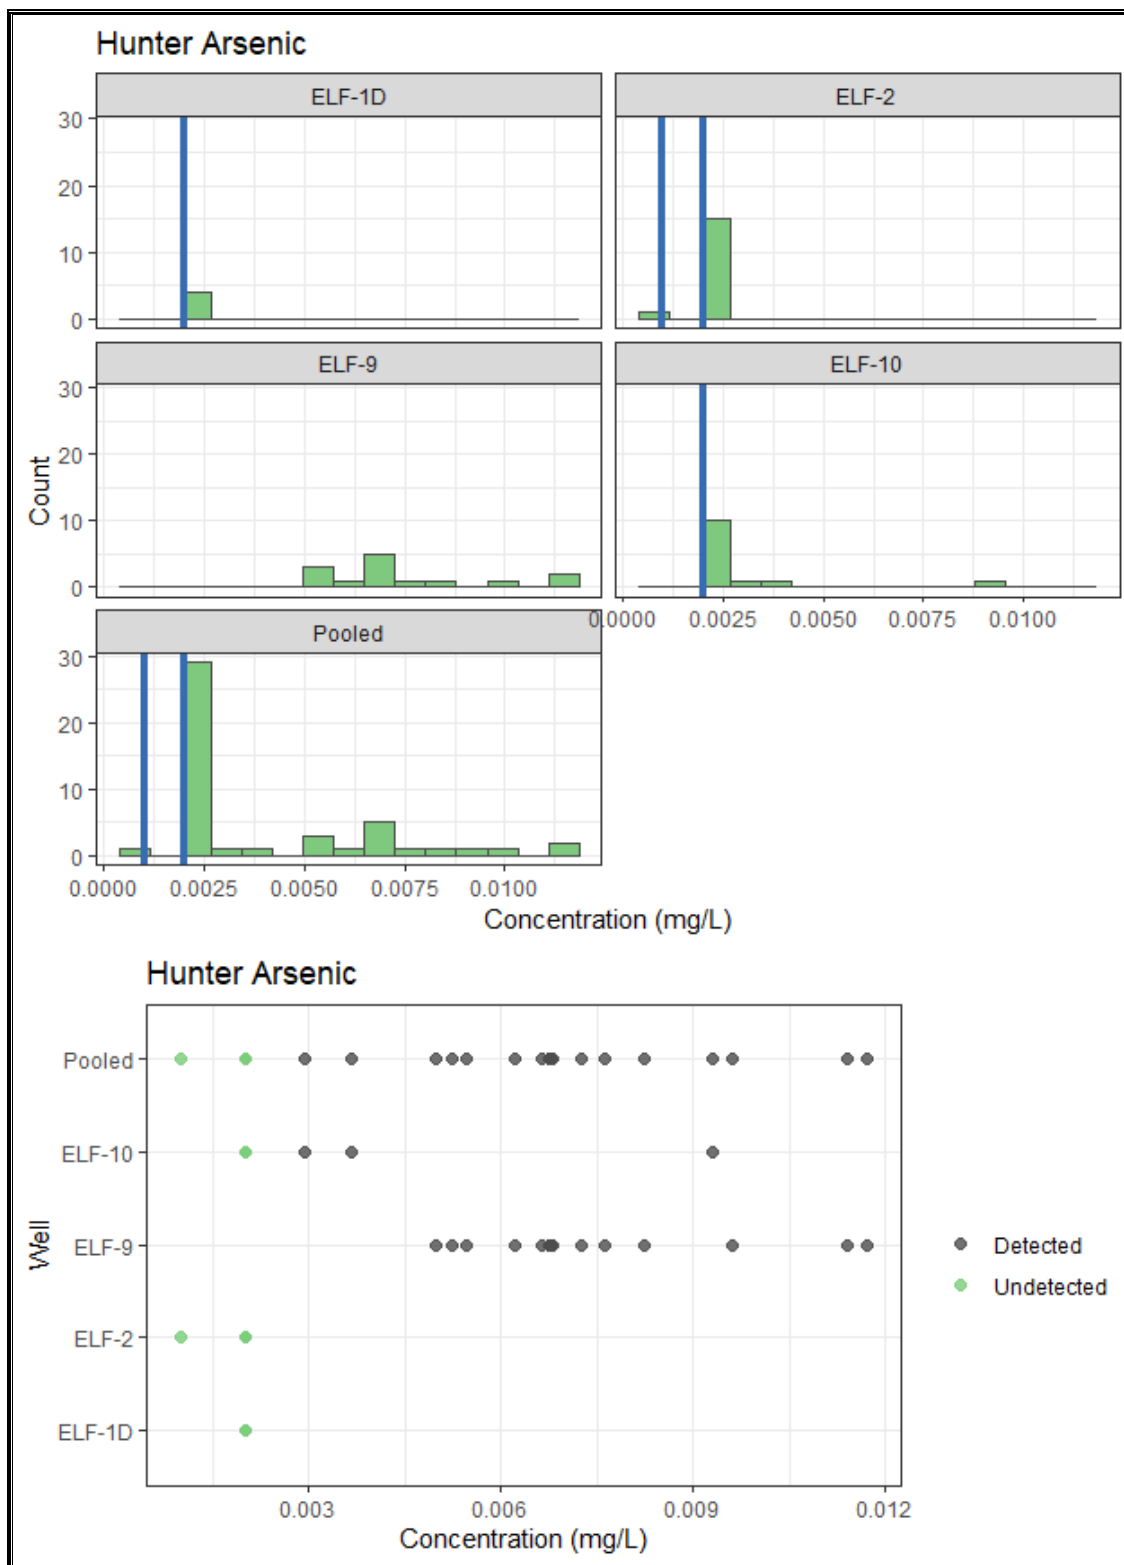 Hunter Arsenic
ELF-1D
ELF-2
30
20
10
0
ELF-9
ELF-10
30
20
10
0
Count
0.0000 0.0025 0.0050 0.0075 0.0100
Pooled
30
20
10
0
0.0000 0.0025 0.0050 0.0075 0.0100
Concentration (mg/L)
Hunter Arsenic
Pooled
ELF-10
ELF-9
ELF-2
ELF-1D
Well
Detected
Undetected
0.003 0.006 0.009 0.012
Concentration (mg/L)